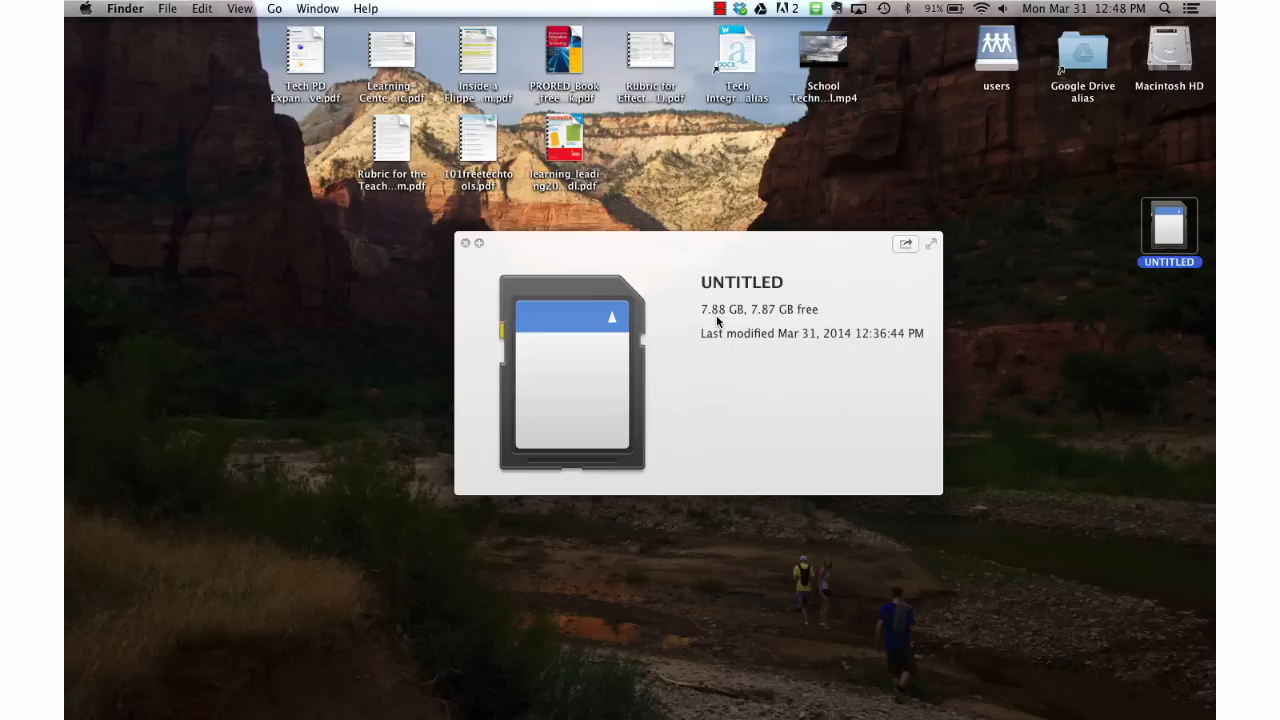 Finder File Edit View Go Window Help 2 91% Mon Mar 31 12:48 PM
Tech PD
Expan...ve.pdf
Learning
Cente...ic.pdf
Inside a
Flippe...m.pdf
PRORED_Book
_free...k.pdf
Rubric for
Effect...1).pdf
DOCX
Tech
Integr...alias
School
Techn...l.mp4
users
Google Drive
alias
Macintosh HD
Rubric for the
Teach...m.pdf
101freetechto
ols.pdf
learning_leadi
ng20...dl.pdf
UNTITLED
UNTITLED
7.88 GB, 7.87 GB free
Last modified Mar 31, 2014 12:36:44 PM